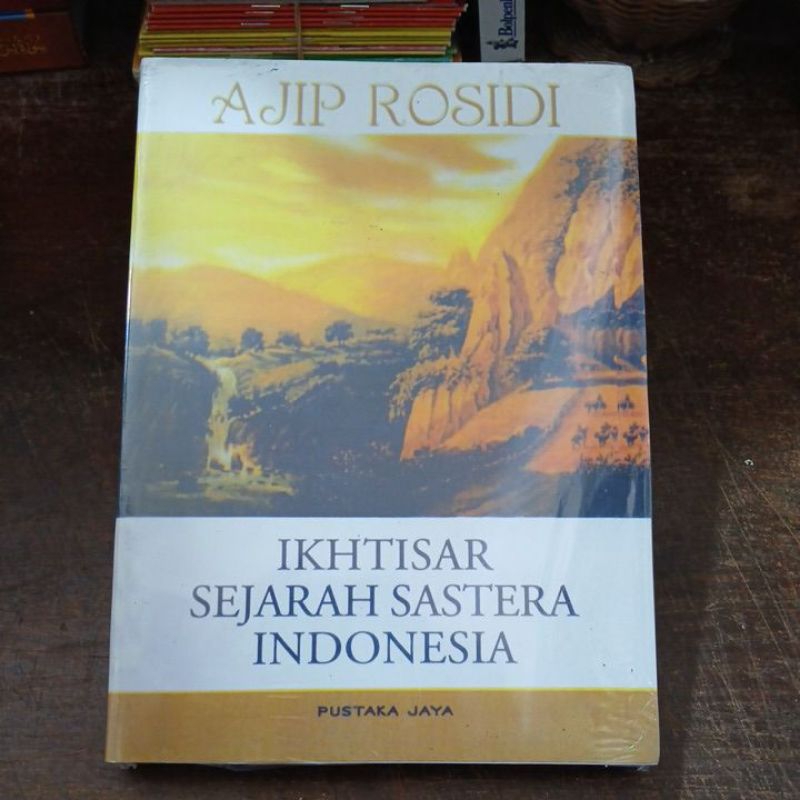 AJIP ROSIDI
IKHTISAR
SEJARAH SASTERA
INDONESIA
PUSTAKA JAYA